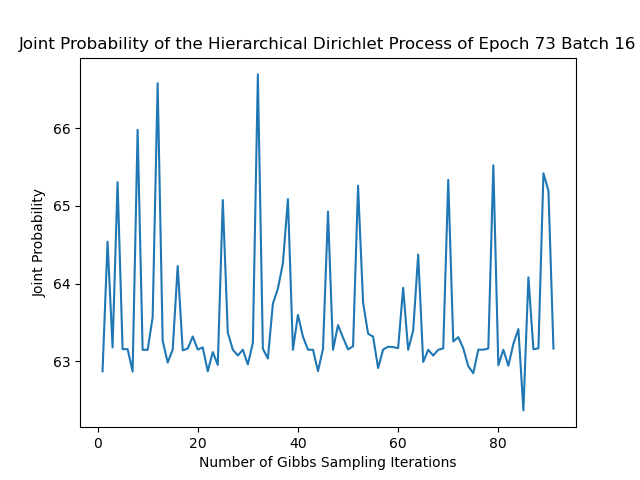 Joint Probability of the Hierarchical Dirichlet Process of Epoch 73 Batch 16
66
65
64
63
Joint Probability
0 20 40 60 80
Number of Gibbs Sampling Iterations